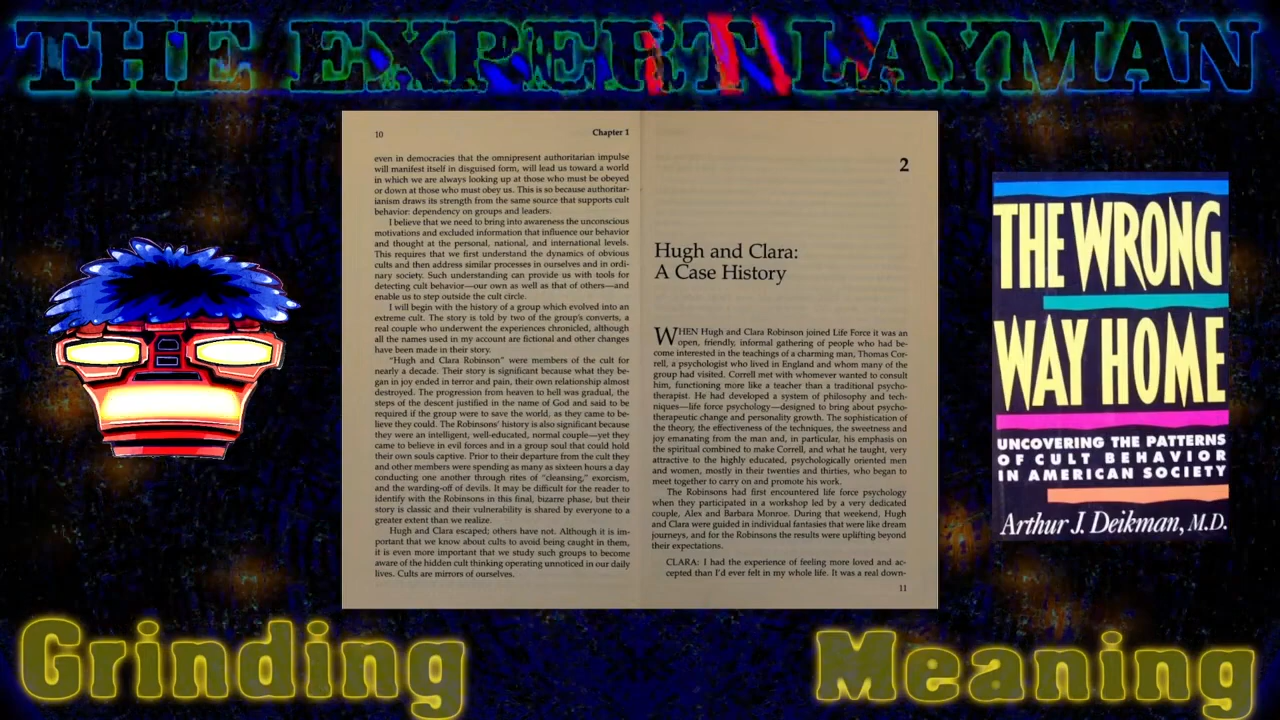 THE EXPERT LAYMAN
10
Chapter 1
even in democracies that the omnipresent authoritarian impulse
will manifest itself in disguised form, will lead us toward a world
in which we are always looking up at those who must be obeyed
or down at those who must obey us. This is so because authoritar-
ianism draws its strength from the same source that supports cult
behavior: dependency on groups and leaders.
I believe that we need to bring into awareness the unconscious
motivations and excluded information that influence our behavior
and thought at the personal, national, and international levels.
This requires that we first understand the dynamics of obvious
cults and then address similar processes in ourselves and in ordi-
nary society. Such understanding can provide us with tools for
detecting cult behavior—our own as well as that of others—and
enable us to step outside the cult circle.
I will begin with the history of a group which evolved into an
extreme cult. The story is told by two of the group's converts, a
real couple who underwent the experiences chronicled, although
all the names used in my account are fictional and other changes
have been made in their story.
"Hugh and Clara Robinson" were members of the cult for
nearly a decade. Their story is significant because what they be-
gan in joy ended in terror and pain, their own relationship almost
destroyed. The progression from heaven to hell was gradual, the
steps of the descent justified in the name of God and said to be
required if the group were to save the world, as they came to be-
lieve they could. The Robinsons' history is also significant because
they were an intelligent, well-educated, normal couple—yet they
came to believe in evil forces and in a group soul that could hold
their own souls captive. Prior to their departure from the cult they
and other members were spending as many as sixteen hours a day
conducting one another through rites of "cleansing," exorcism,
and the warding-off of devils. It may be difficult for the reader to
identify with the Robinsons in this final, bizarre phase, but their
story is classic and their vulnerability is shared by everyone to a
greater extent than we realize.
Hugh and Clara escaped; others have not. Although it is im-
portant that we know about cults to avoid being caught in them,
it is even more important that we study such groups to become
aware of the hidden cult thinking operating unnoticed in our daily
lives. Cults are mirrors of ourselves.
2
Hugh and Clara:
A Case History
WHEN Hugh and Clara Robinson joined Life Force it was an
open, friendly, informal gathering of people who had be-
come interested in the teachings of a charming man, Thomas Cor-
rell, a psychologist who lived in England and whom many of the
group had visited. Correll met with whomever wanted to consult
him, functioning more like a teacher than a traditional psycho-
therapist. He had developed a system of philosophy and tech-
niques—life force psychology—designed to bring about psycho-
therapeutic change and personality growth. The sophistication of
the theory, the effectiveness of the techniques, the sweetness and
joy emanating from the man and, in particular, his emphasis on
the spiritual combined to make Correll, and what he taught, very
attractive to the highly educated, psychologically oriented men
and women, mostly in their twenties and thirties, who began to
meet together to carry on and promote his work.
The Robinsons had first encountered life force psychology
when they participated in a workshop led by a very dedicated
couple, Alex and Barbara Monroe. During that weekend, Hugh
and Clara were guided in individual fantasies that were like dream
journeys, and for the Robinsons the results were uplifting beyond
their expectations.
CLARA: I had the experience of feeling more loved and ac-
cepted than I'd ever felt in my whole life. It was a real down-
11
THE WRONG
WAY HOME
UNCOVERING THE PATTERNS
OF CULT BEHAVIOR
IN AMERICAN SOCIETY
Arthur J. Deikman, M.D.
Grinding
Meaning